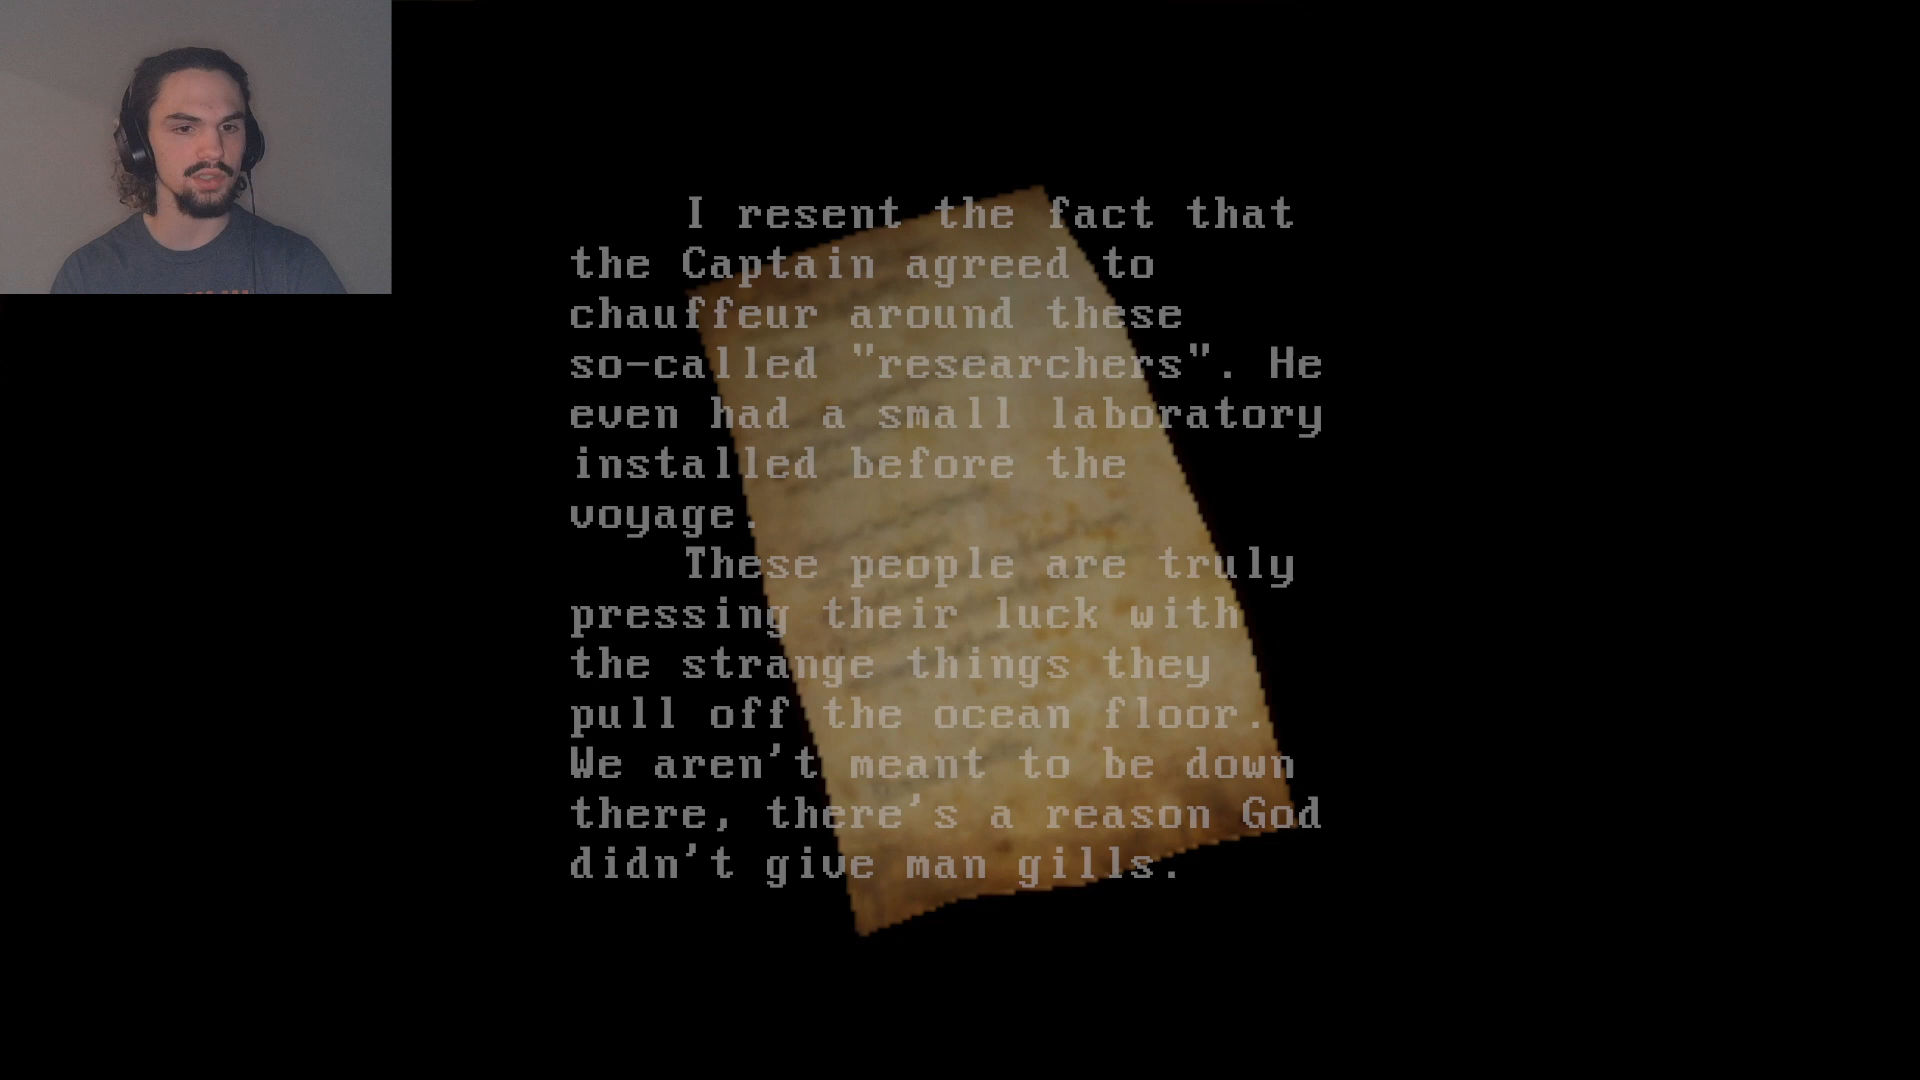 I resent the fact that
the Captain agreed to
chauffeur around these
so-called "researchers". He
even had a small laboratory
installed before the
voyage.
These people are truly
pressing their luck with
the strange things they
pull off the ocean floor.
We aren't meant to be down
there, there's a reason God
didn't give man gills.